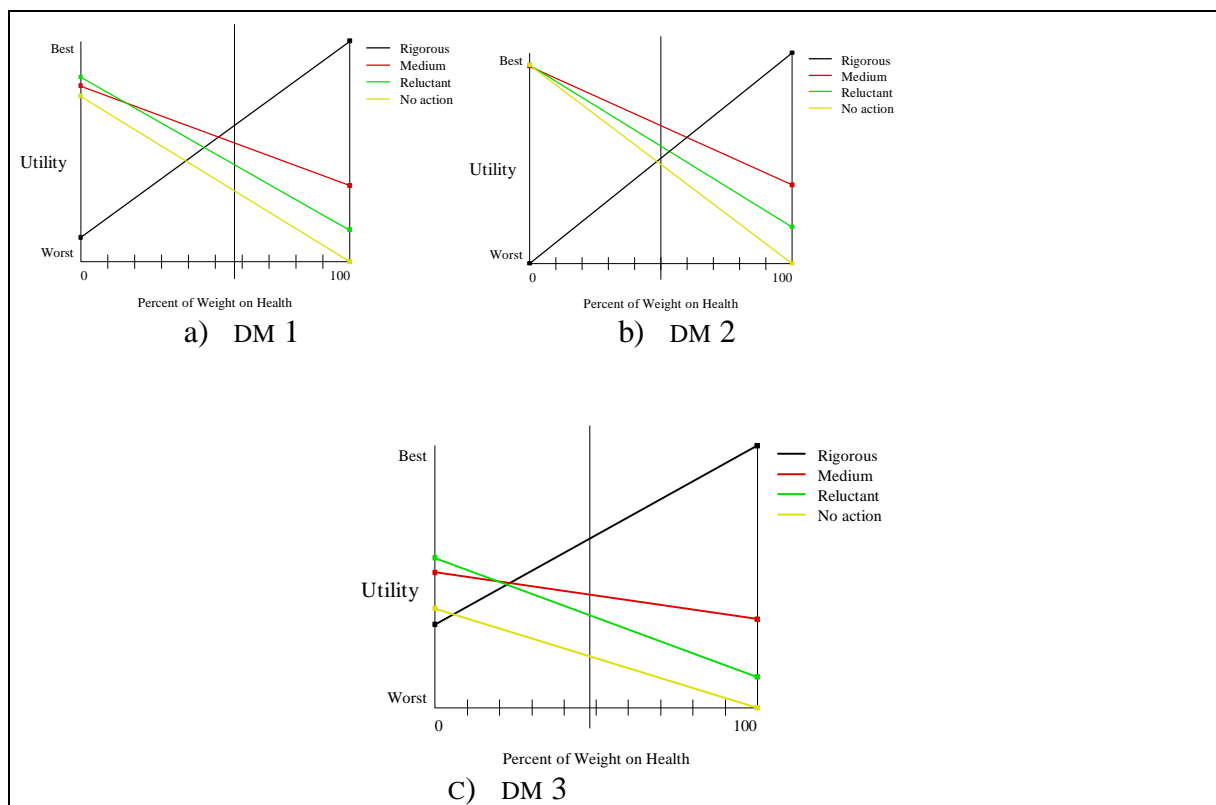 Best
Rigorous
Medium
Reluctant
No action
Utility
Worst
0
100
Percent of Weight on Health
a) DM 1
Best
Rigorous
Medium
Reluctant
No action
Utility
Worst
0
100
Percent of Weight on Health
b) DM 2
Best
Rigorous
Medium
Reluctant
No action
Utility
Worst
0
100
Percent of Weight on Health
C) DM 3